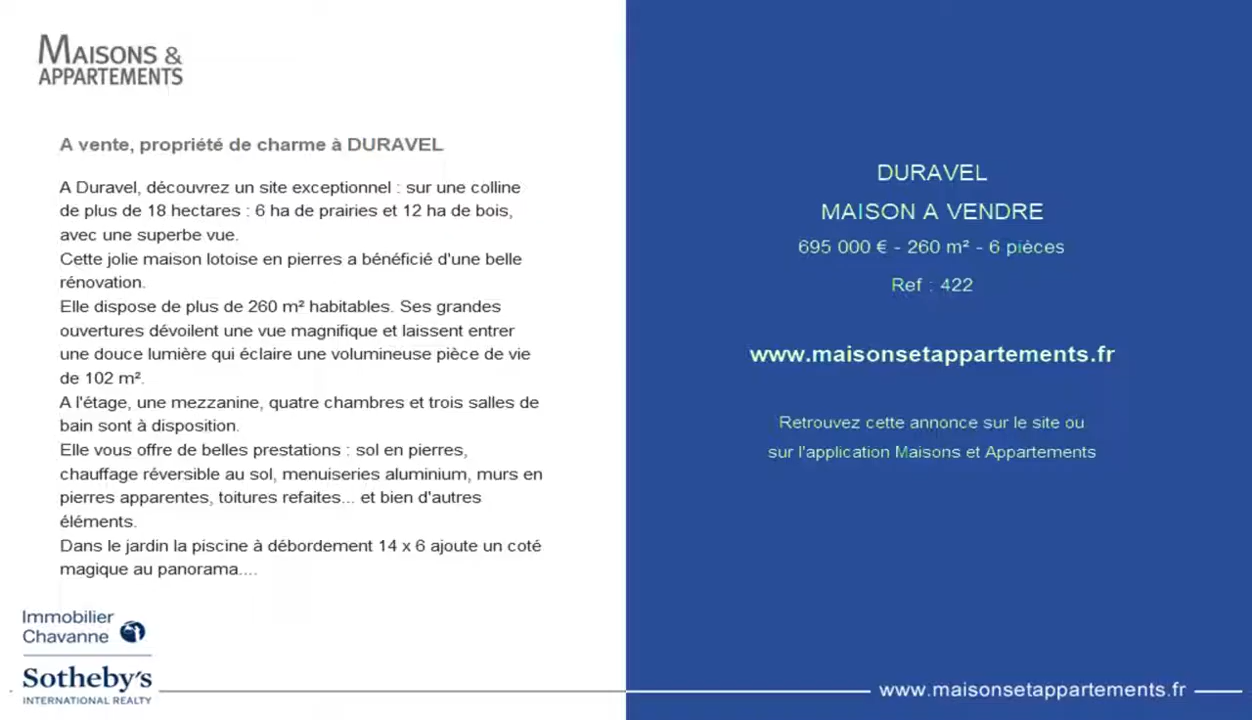 MAISONS &
APPARTEMENTS
A vente, propriété de charme à DURAVEL
A Duravel, découvrez un site exceptionnel : sur une colline
de plus de 18 hectares : 6 ha de prairies et 12 ha de bois,
avec une superbe vue.
Cette jolie maison lotoise en pierres a bénéficié d'une belle
rénovation.
Elle dispose de plus de 260 m² habitables. Ses grandes
ouvertures dévoilent une vue magnifique et laissent entrer
une douce lumière qui éclaire une volumineuse pièce de vie
de 102 m².
A l'étage, une mezzanine, quatre chambres et trois salles de
bain sont à disposition.
Elle vous offre de belles prestations : sol en pierres,
chauffage réversible au sol, menuiseries aluminium, murs en
pierres apparentes, toitures refaites... et bien d'autres
éléments.
Dans le jardin la piscine à débordement 14 x 6 ajoute un coté
magique au panorama....
Immobilier
Chavanne
Sotheby's
INTERNATIONAL REALTY
DURAVEL
MAISON A VENDRE
695 000 € - 260 m² - 6 pièces
Ref : 422
www.maisonsetappartements.fr
Retrouvez cette annonce sur le site ou
sur l'application Maisons et Appartements
www.maisonsetappartements.fr